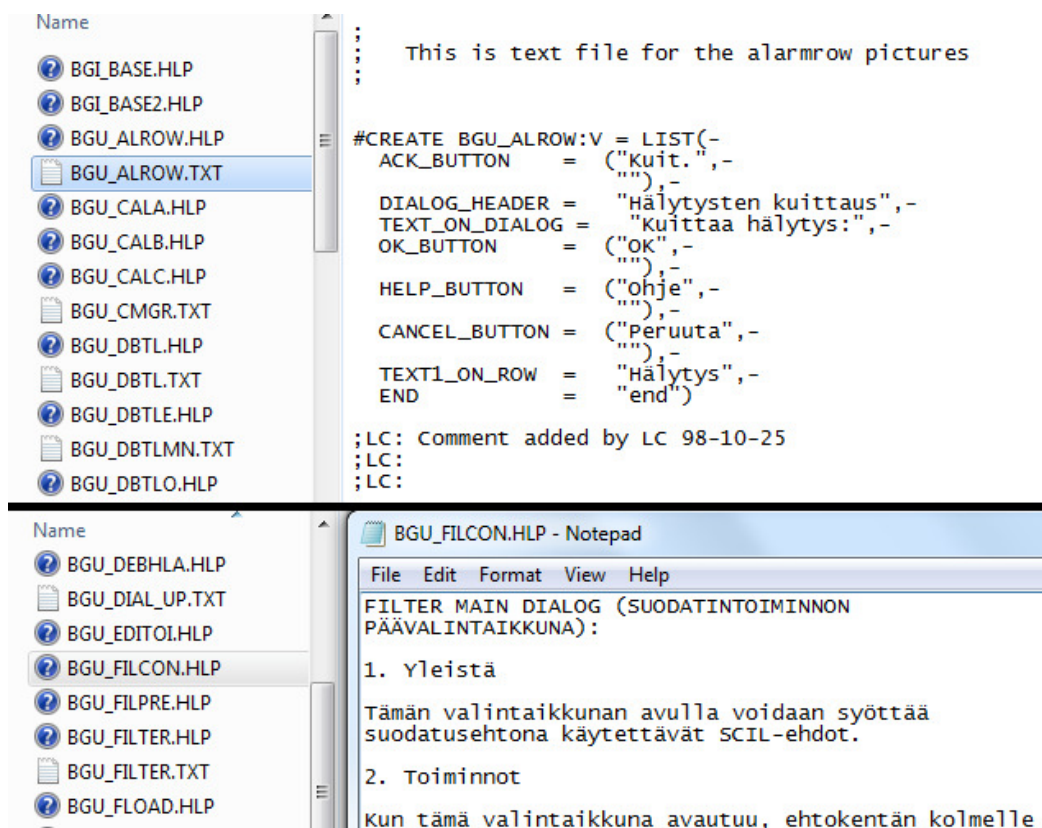 Name
BGI_BASE.HLP
BGI_BASE2.HLP
BGU_ALROW.HLP
BGU_ALROW.TXT
BGU_CALA.HLP
BGU_CALB.HLP
BGU_CALC.HLP
BGU_CMGR.TXT
BGU_DBTL.HLP
BGU_DBTL.TXT
BGU_DBTLE.HLP
BGU_DBTLMN.TXT
BGU_DBTLO.HLP
;
; This is text file for the alarmrow pictures
;
#CREATE BGU_ALROW:V = LIST(-
ACK_BUTTON = ("Kuit.",-
""),-
DIALOG_HEADER = "Hälytysten kuittaus",-
TEXT_ON_DIALOG = "Kuittaa hälytys:",-
OK_BUTTON = ("OK",-
""),-
HELP_BUTTON = ("Ohje",-
""),-
CANCEL_BUTTON = ("Peruuta",-
""),-
TEXT1_ON_ROW = "Hälytys",-
END = "end")
;LC: Comment added by LC 98-10-25
;LC:
;LC:
Name
BGU_DEBHLA.HLP
BGU_DIAL_UP.TXT
BGU_EDITOI.HLP
BGU_FILCON.HLP
BGU_FILPRE.HLP
BGU_FILTER.HLP
BGU_FILTER.TXT
BGU_FLOAD.HLP
BGU_FILCON.HLP - Notepad
File Edit Format View Help
FILTER MAIN DIALOG (SUODATINTOIMINNON
PÄÄVALINTAIKKUNA):
1. Yleistä
Tämän valintaikkunan avulla voidaan syöttää
suodatusehtona käytettävät SCIL-ehdot.
2. Toiminnot
Kun tämä valintaikkuna avautuu, ehtokentän kolmelle